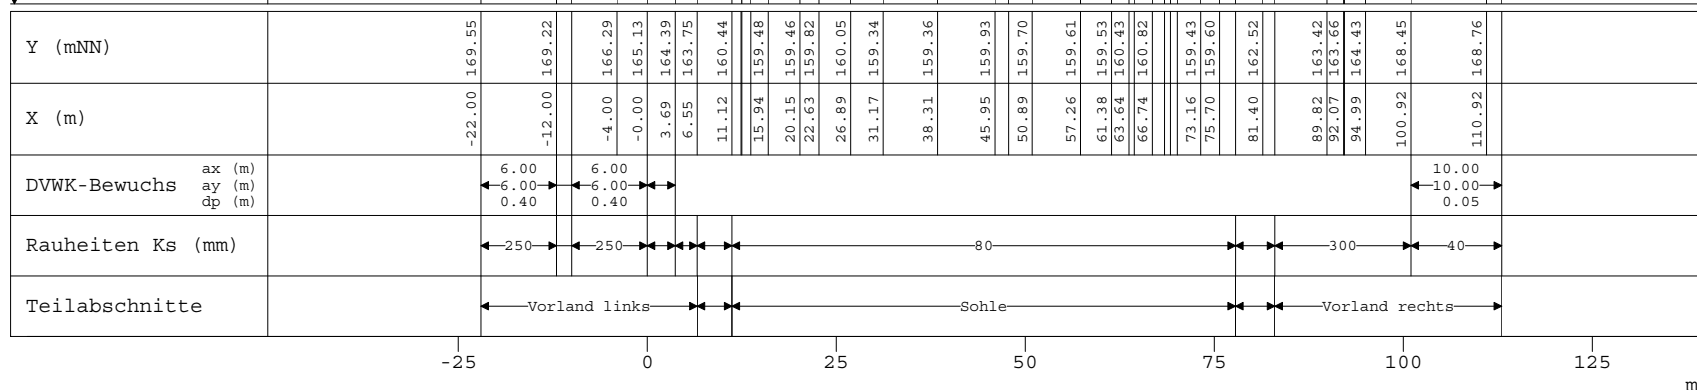 Y (mNN) 169.55 169.22 166.29 165.13 164.39 163.75 160.44 159.48 159.46 159.82 160.05 159.34 159.36 159.93 159.70 159.61 159.53 160.43 160.82 159.43 159.60 162.52 163.42 163.66 164.43 168.45 168.76
X (m) -22.00 -12.00 -4.00 -0.00 3.69 6.55 11.12 15.94 20.15 22.63 26.89 31.17 38.31 45.95 50.89 57.26 61.38 63.64 66.74 73.16 75.70 81.40 89.82 92.07 94.99 100.92 110.92
ax (m) 6.00 6.00 10.00
DVWK-Bewuchs ay (m) 6.00 6.00 10.00
dp (m) 0.40 0.40 0.05
Rauheiten Ks (mm) 250 250 80 300 40
Teilabschnitte Vorland links Sohle Vorland rechts
-25 0 25 50 75 100 125
m